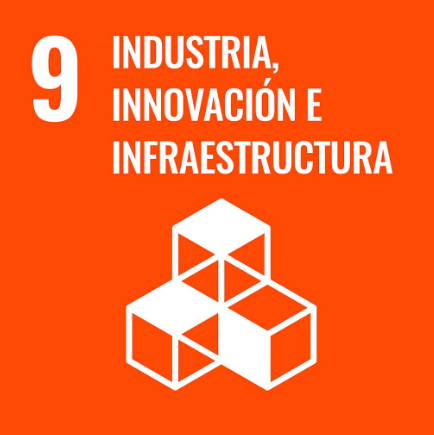 9 INDUSTRIA,
INNOVACIÓN E
INFRAESTRUCTURA